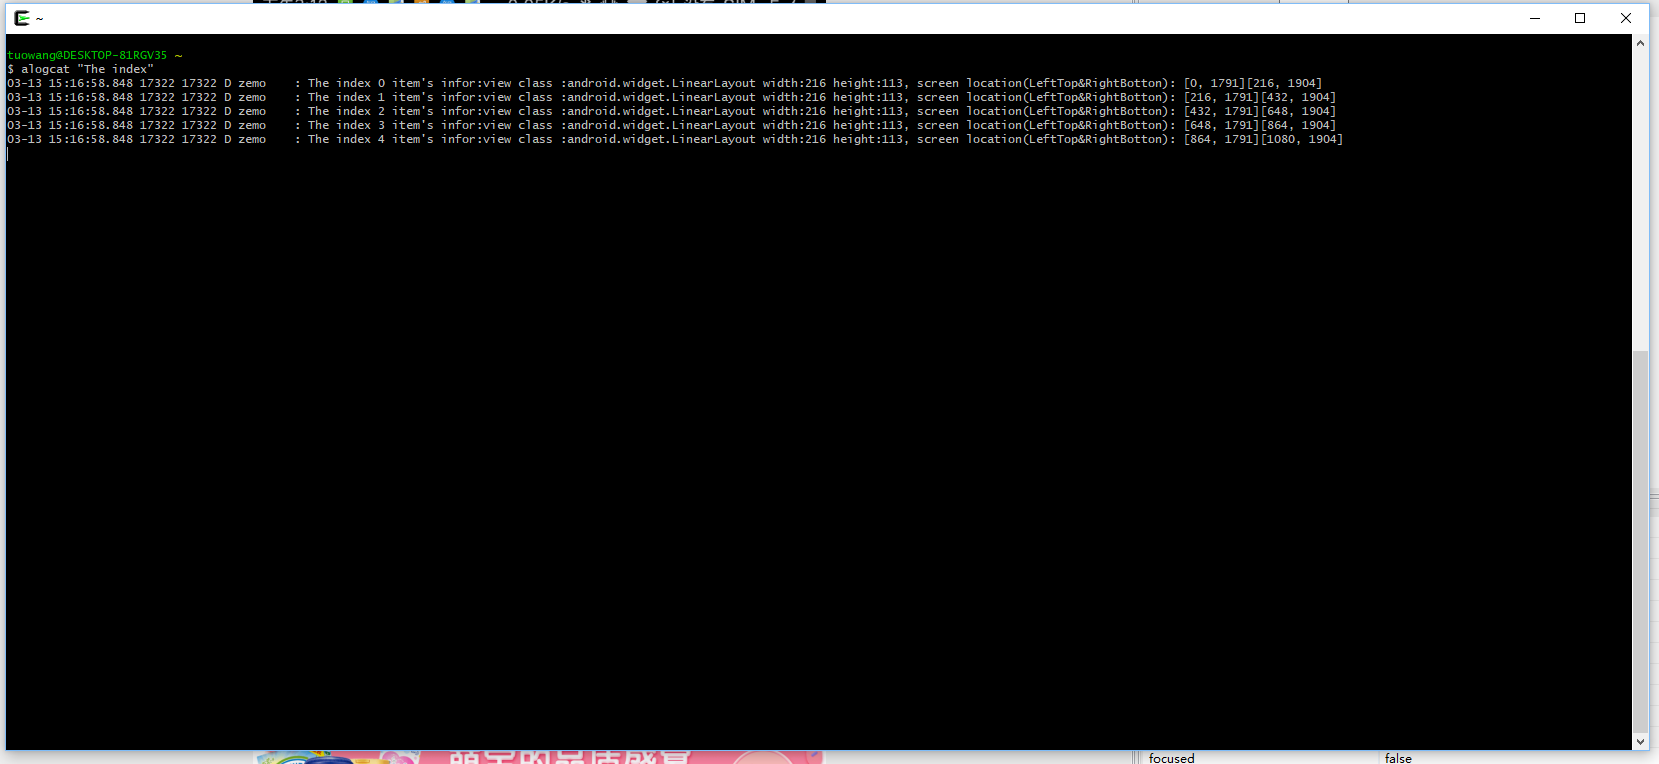 ~
tuowang@DESKTOP-81RGV35 ~
$ alogcat "The index"
03-13 15:16:58.848 17322 17322 D zemo    : The index 0 item's infor:view class :android.widget.LinearLayout width:216 height:113, screen location(LeftTop&RightBotton): [0, 1791][216, 1904]
03-13 15:16:58.848 17322 17322 D zemo    : The index 1 item's infor:view class :android.widget.LinearLayout width:216 height:113, screen location(LeftTop&RightBotton): [216, 1791][432, 1904]
03-13 15:16:58.848 17322 17322 D zemo    : The index 2 item's infor:view class :android.widget.LinearLayout width:216 height:113, screen location(LeftTop&RightBotton): [432, 1791][648, 1904]
03-13 15:16:58.848 17322 17322 D zemo    : The index 3 item's infor:view class :android.widget.LinearLayout width:216 height:113, screen location(LeftTop&RightBotton): [648, 1791][864, 1904]
03-13 15:16:58.848 17322 17322 D zemo    : The index 4 item's infor:view class :android.widget.LinearLayout width:216 height:113, screen location(LeftTop&RightBotton): [864, 1791][1080, 1904]
focused false